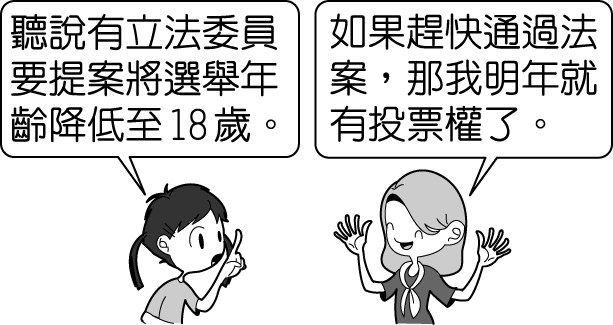 聽說有立法委員
要提案將選舉年
齡降低至18歲。
如果趕快通過法
案，那我明年就
有投票權了。